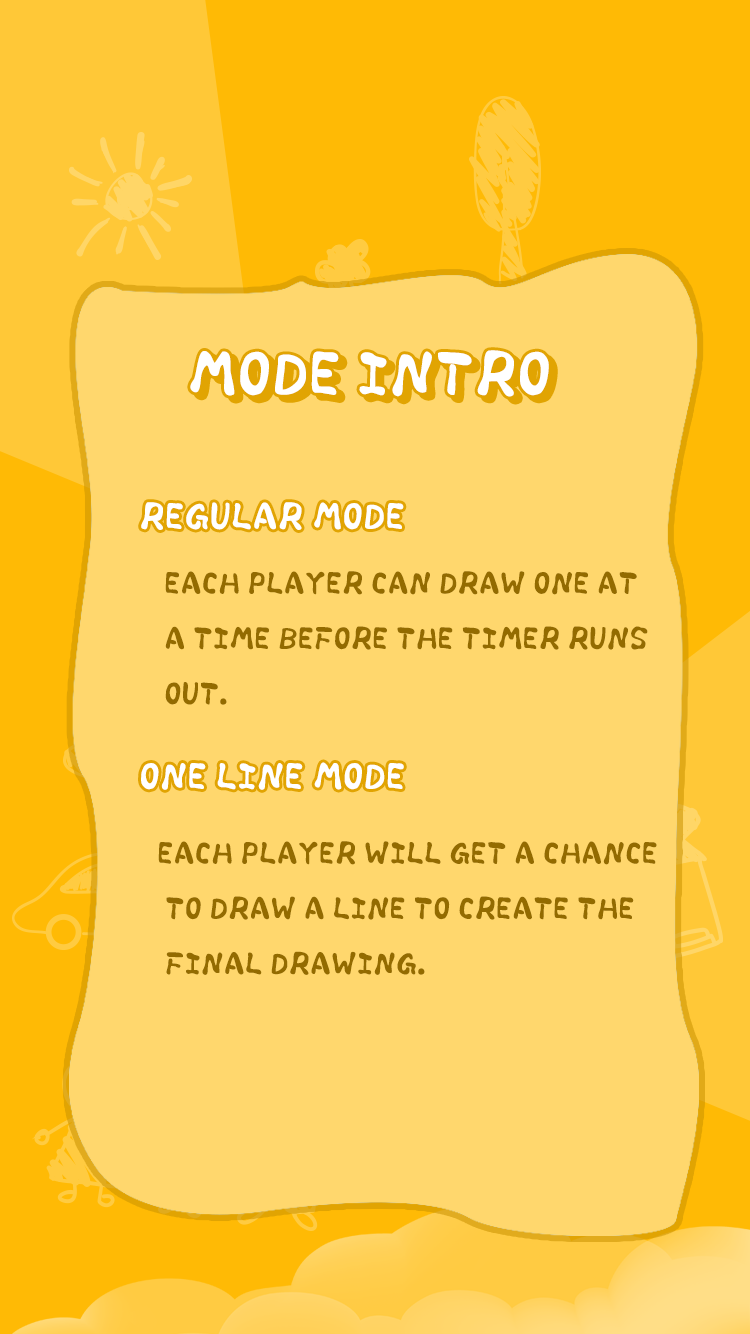 MODE INTRO
REGULAR MODE
EACH PLAYER CAN DRAW ONE AT
A TIME BEFORE THE TIMER RUNS
OUT.
ONE LINE MODE
EACH PLAYER WILL GET A CHANCE
TO DRAW A LINE TO CREATE THE
FINAL DRAWING.